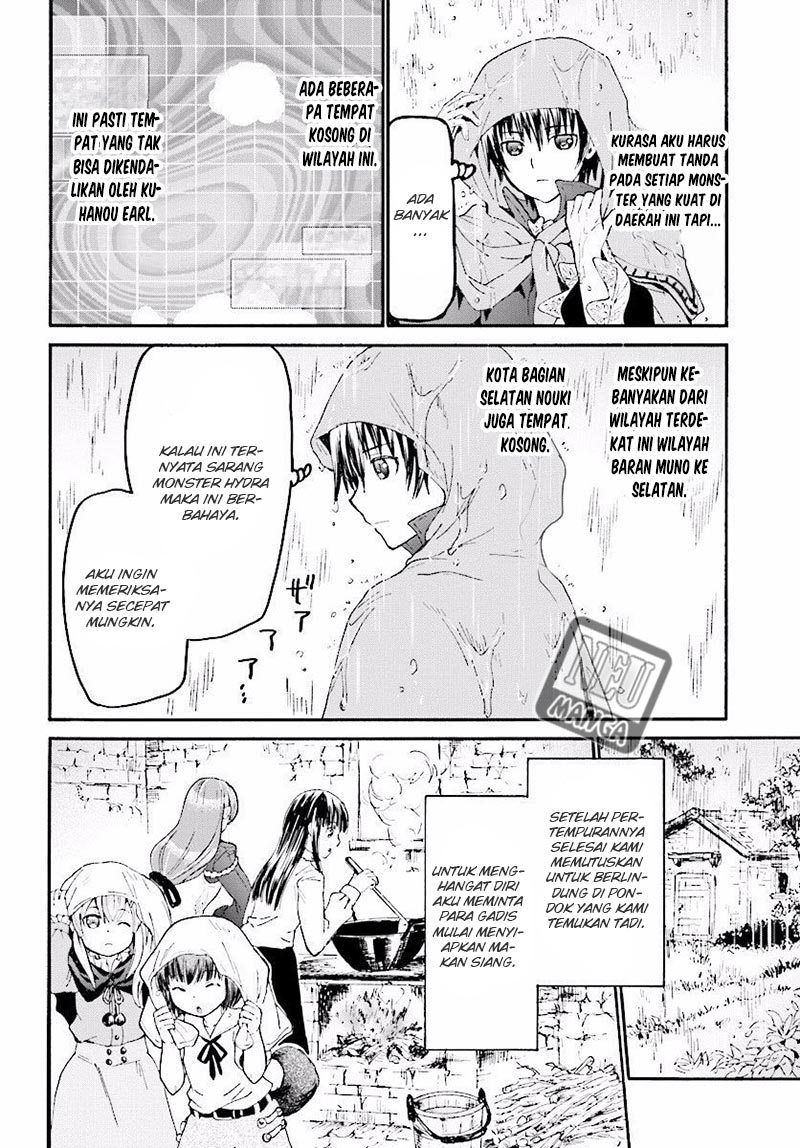 KURASA AKU HARUS
MEMBUAT TANDA
PADA SETIAP MONS-
TER YANG KUAT DI
DAERAH INI TAPI...
ADA
BANYAK
...
ADA BEBERA-
PA TEMPAT
KOSONG DI
WILAYAH INI.
INI PASTI TEM-
PAT YANG TAK
BISA DIKENDA-
LIKAN OLEH KU-
HANOU EARL.
MESKIPUN KE-
BANYAKAN DARI
WILAYAH TERDE-
KAT INI WILAYAH
BARAN MUNO KE
SELATAN.
KOTA BAGIAN
SELATAN NOUKI
JUGA TEMPAT
KOSONG.
KALAU INI TER-
NYATA SARANG
MONSTER HYDRA
MAKA INI BER-
BAHAYA.
AKU INGIN
MEMERIKSA-
NYA SECEPAT
MUNGKIN.
ザァァ
NEU
MANGA
SETELAH PER-
TEMPURANNYA
SELESAI KAMI
MEMUTUSKAN
UNTUK BERLIN-
DUNG DI PON-
DOK YANG KAMI
TEMUKAN TADI.
UNTUK MENG-
HANGAT DIRI
AKU MEMINTA
PARA GADIS
MULAI MENYI-
APKAN MA-
KAN SIANG.